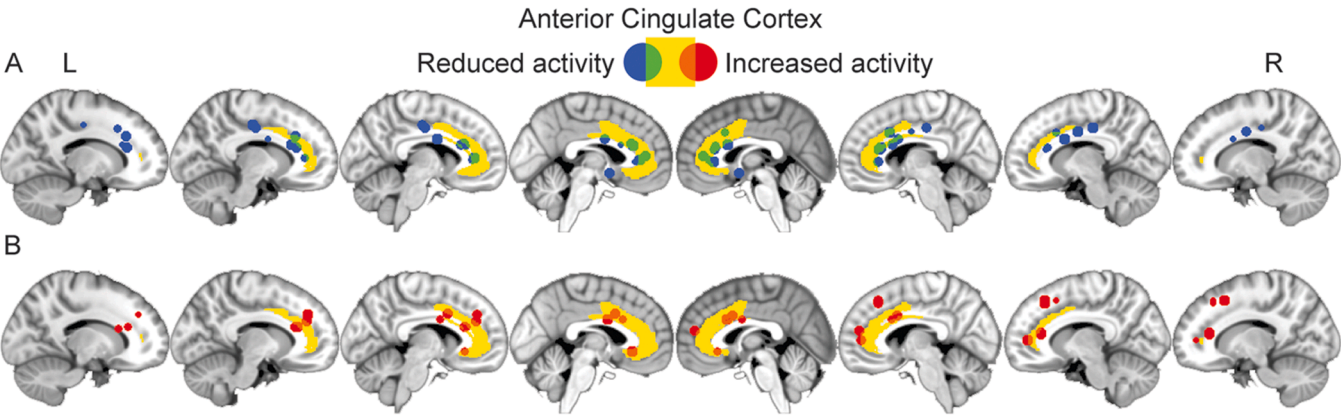 Anterior Cingulate Cortex
Reduced activity Increased activity
A L R
B